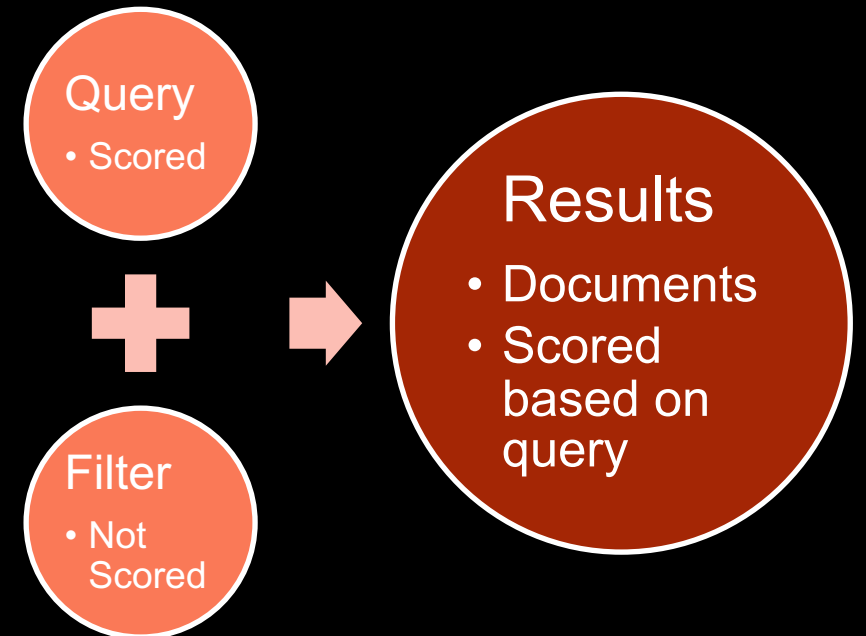 Query
• Scored
Filter
• Not
Scored
Results
• Documents
• Scored
based on
query